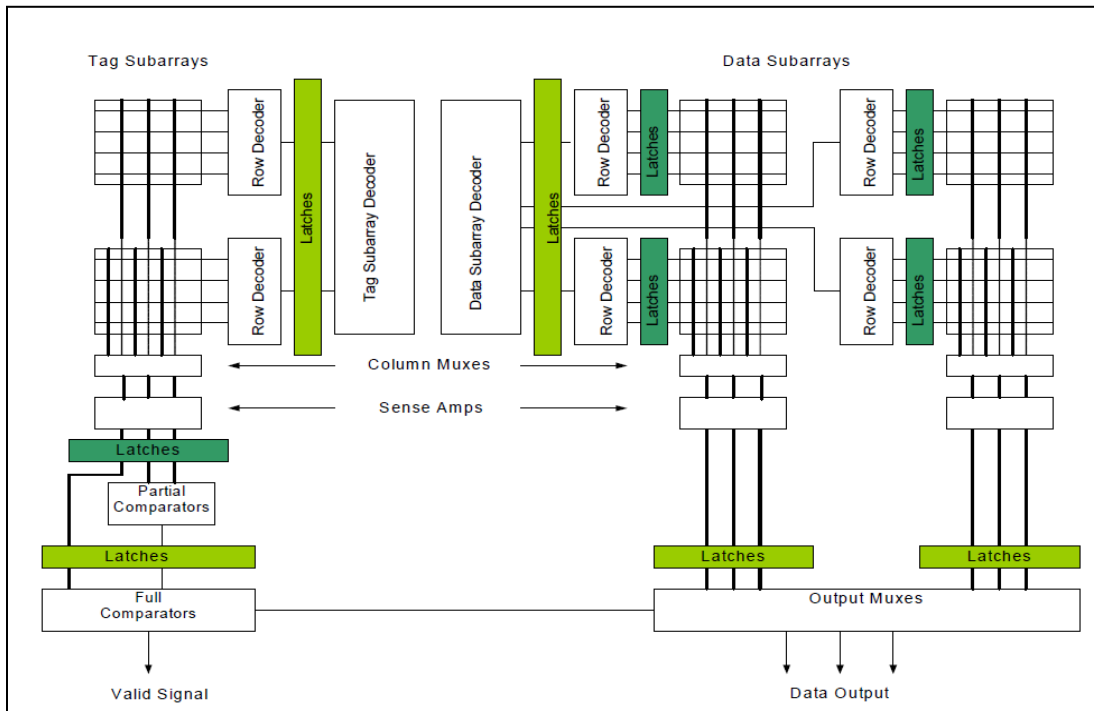 Tag Subarrays
Data Subarrays
Row Decoder
Latches
Tag Subarray Decoder
Data Subarray Decoder
Latches
Row Decoder
Latches
Row Decoder
Latches
Row Decoder
Row Decoder
Latches
Row Decoder
Latches
Column Muxes
Sense Amps
Latches
Partial
Comparators
Latches
Latches
Latches
Full
Comparators
Output Muxes
Valid Signal
Data Output